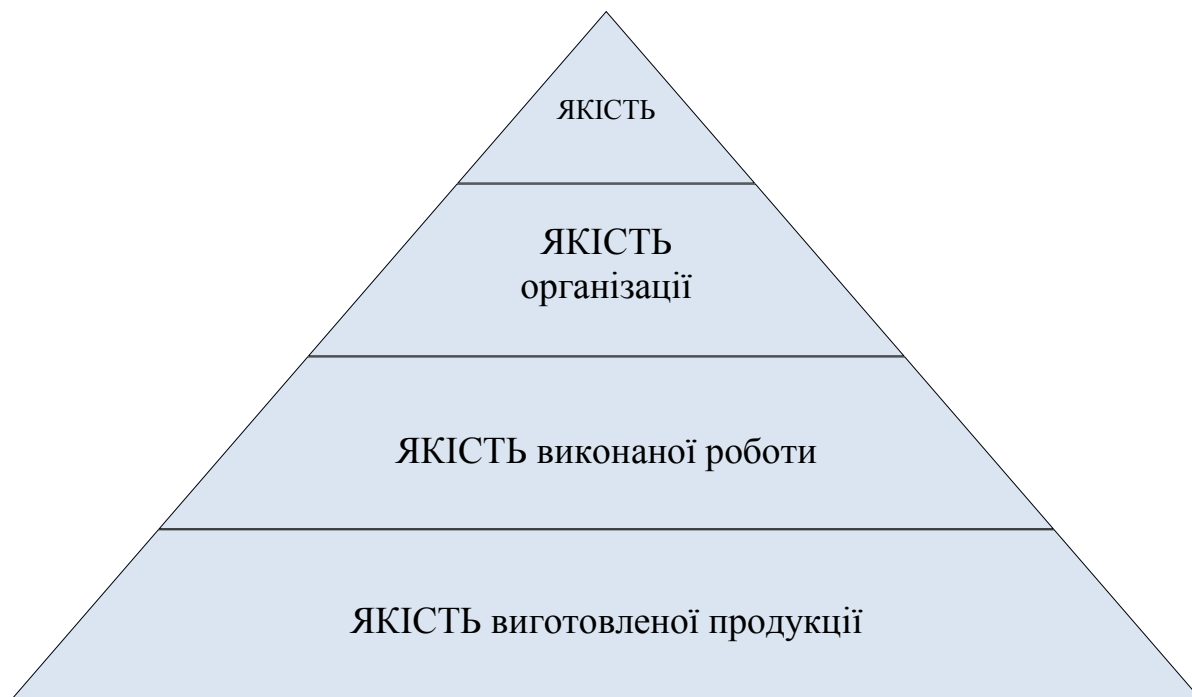 ЯКІСТЬ
ЯКІСТЬ
організації
ЯКІСТЬ виконаної роботи
ЯКІСТЬ виготовленої продукції